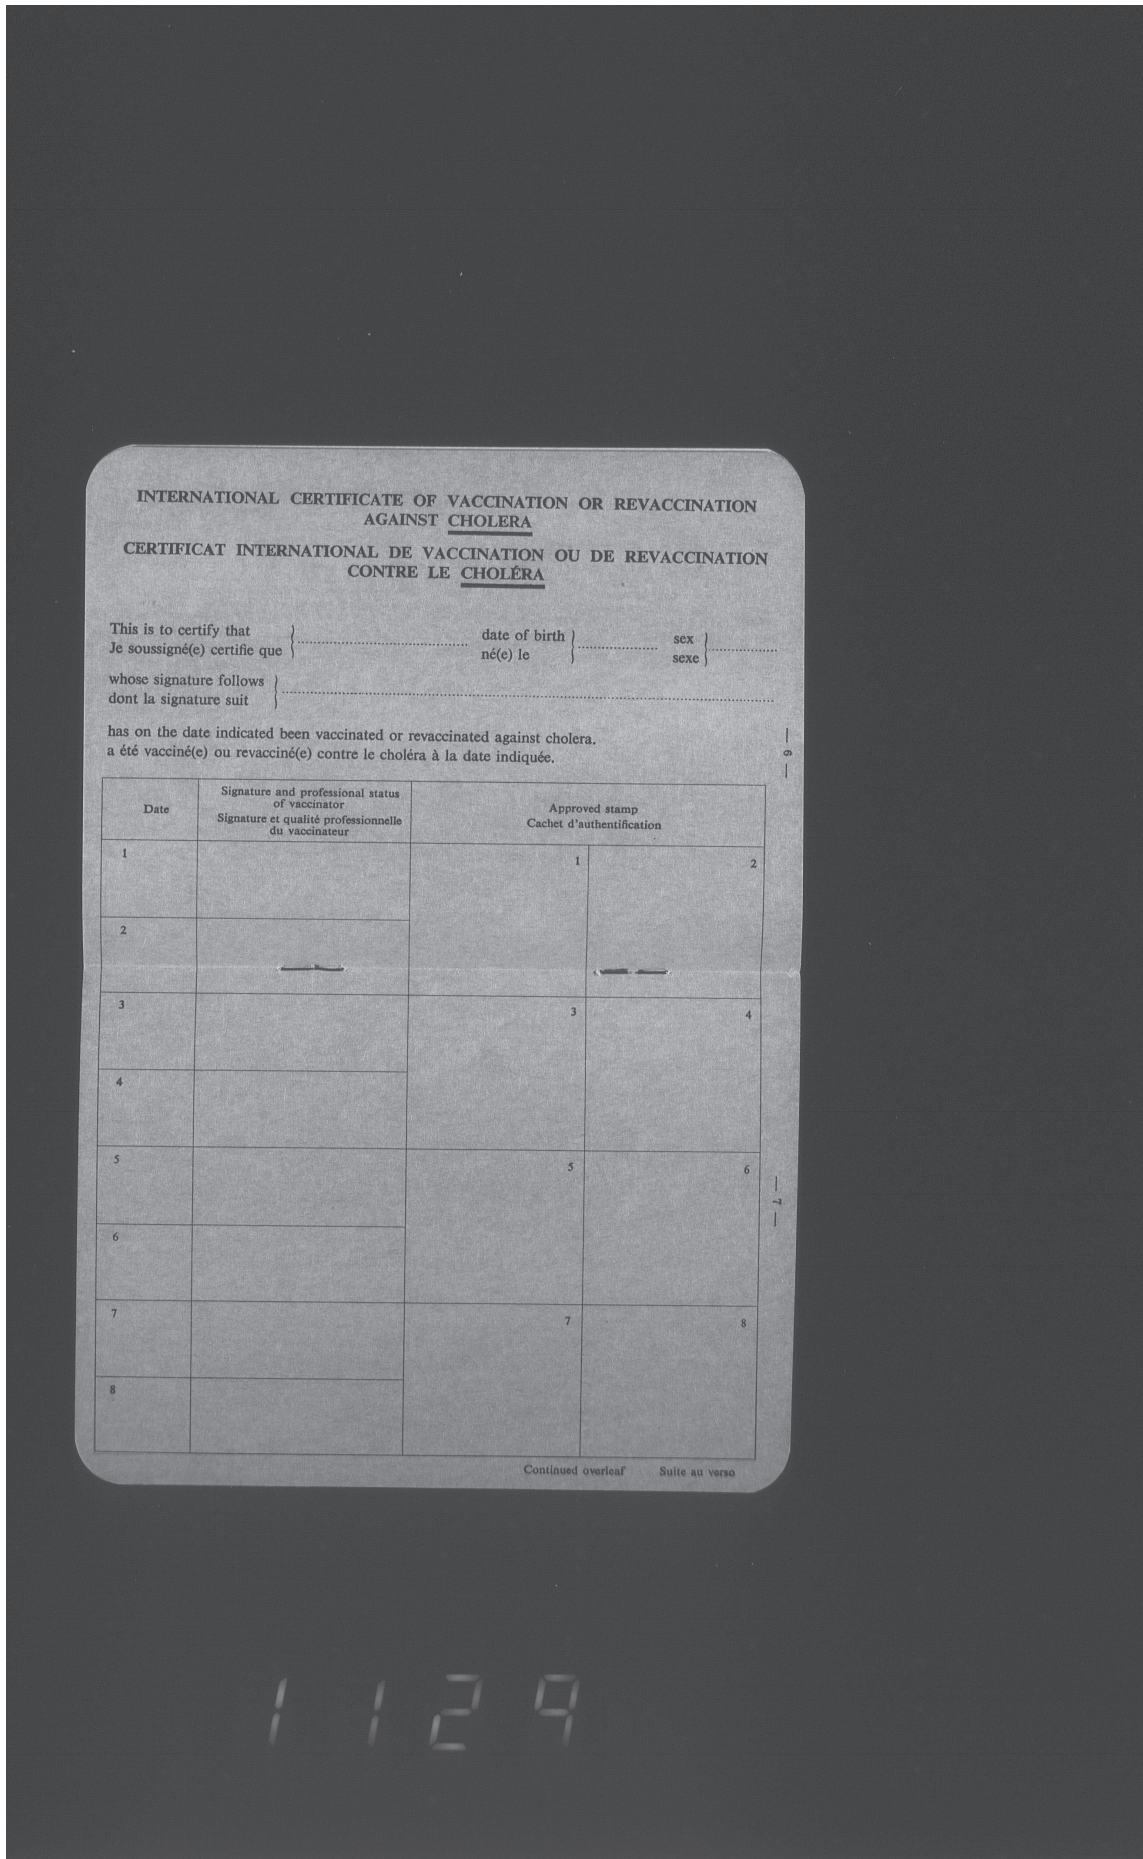 INTERNATIONAL CERTIFICATE OF VACCINATION OR REVACCINATION
AGAINST CHOLERA
CERTIFICAT INTERNATIONAL DE VACCINATION OU DE REVACCINATION
CONTRE LE CHOLÉRA
This is to certify that
Je soussigné(e) certifie que
date of birth
né(e) le
sex
sexe
whose signature follows
dont la signature suit
has on the date indicated been vaccinated or revaccinated against cholera.
a été vacciné(e) ou revacciné(e) contre le choléra à la date indiquée.
— 6 —
Date
Signature and professional status
of vaccinator
Signature et qualité professionnelle
du vaccinateur
Approved stamp
Cachet d'authentification
1
1
2
2
3
3
4
4
5
5
6
— 7 —
6
7
7
8
8
Continued overleaf Suite au verso
1129